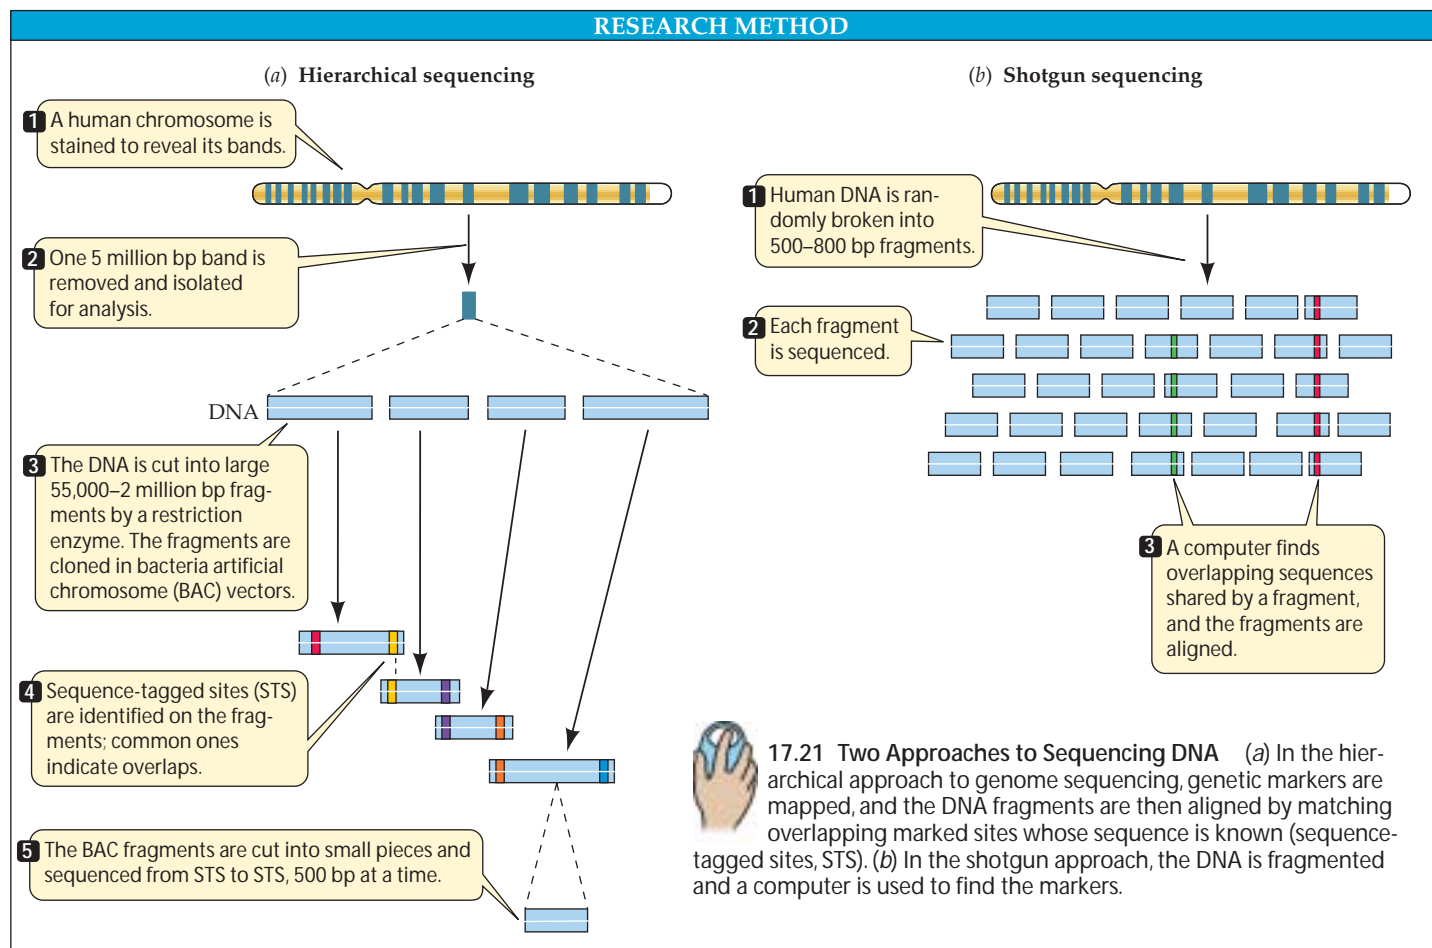 RESEARCH METHOD
(a) Hierarchical sequencing
1 A human chromosome is
stained to reveal its bands.
2 One 5 million bp band is
removed and isolated
for analysis.
DNA
3 The DNA is cut into large
55,000–2 million bp frag-
ments by a restriction
enzyme. The fragments are
cloned in bacteria artificial
chromosome (BAC) vectors.
4 Sequence-tagged sites (STS)
are identified on the frag-
ments; common ones
indicate overlaps.
5 The BAC fragments are cut into small pieces and
sequenced from STS to STS, 500 bp at a time.
(b) Shotgun sequencing
1 Human DNA is ran-
domly broken into
500–800 bp fragments.
2 Each fragment
is sequenced.
3 A computer finds
overlapping sequences
shared by a fragment,
and the fragments are
aligned.
17.21 Two Approaches to Sequencing DNA (a) In the hier-
archical approach to genome sequencing, genetic markers are
mapped, and the DNA fragments are then aligned by matching
overlapping marked sites whose sequence is known (sequence-
tagged sites, STS). (b) In the shotgun approach, the DNA is fragmented
and a computer is used to find the markers.